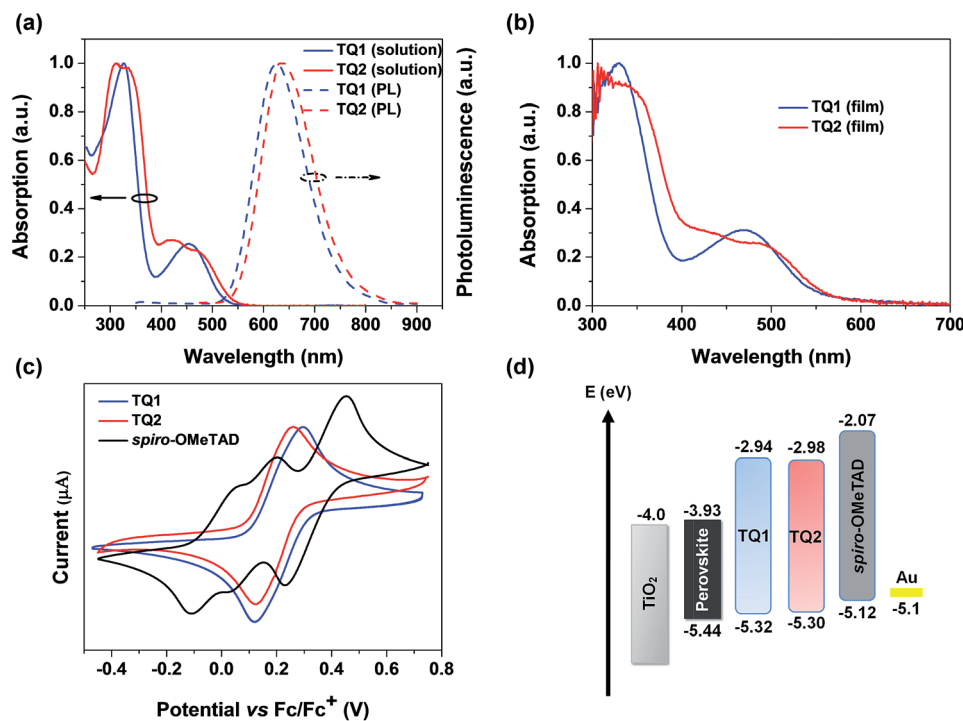 (a)
TQ1 (solution)
TQ2 (solution)
TQ1 (PL)
TQ2 (PL)
1.0
0.8
0.6
0.4
0.2
0.0
Absorption (a.u.)
Photoluminescence (a.u.)
300 400 500 600 700 800 900
Wavelength (nm)
(b)
TQ1 (film)
TQ2 (film)
1.0
0.8
0.6
0.4
0.2
0.0
Absorption (a.u.)
300 400 500 600 700
Wavelength (nm)
(c)
TQ1
TQ2
spiro-OMeTAD
Current (μA)
-0.4 -0.2 0.0 0.2 0.4 0.6 0.8
Potential vs Fc/Fc+ (V)
(d)
E (eV)
-4.0
TiO2
-3.93
Perovskite
-5.44
-2.94
TQ1
-5.32
-2.98
TQ2
-5.30
-2.07
spiro-OMeTAD
-5.12
Au
-5.1